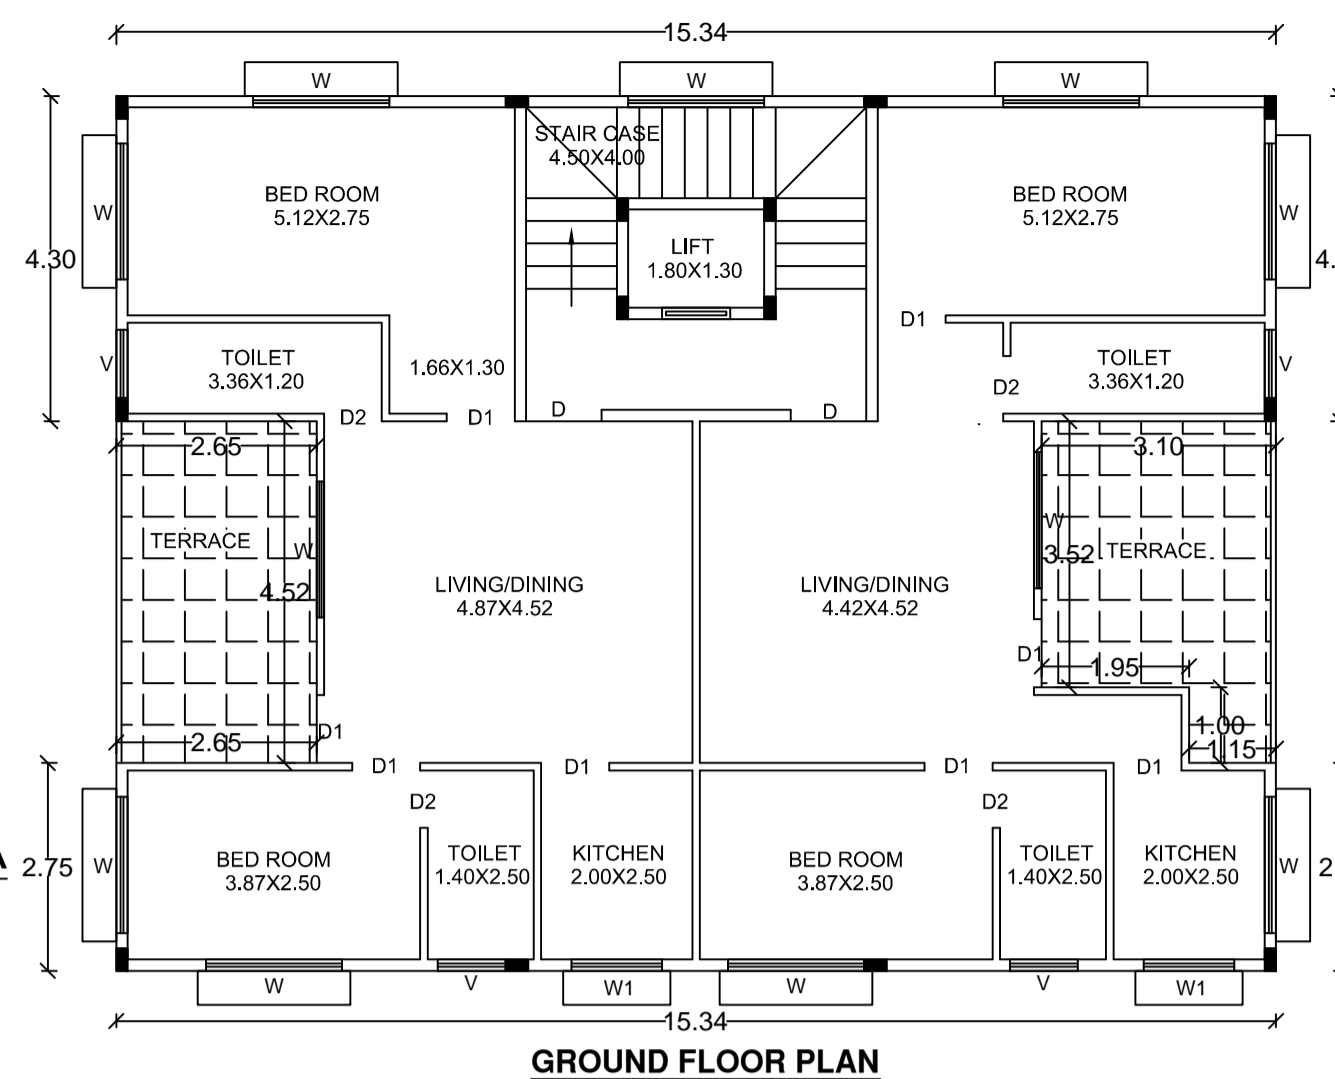 15.34
W
W
W
STAIR CASE
4.50X4.00
BED ROOM
5.12X2.75
BED ROOM
5.12X2.75
W
W
LIFT
1.80X1.30
4.30
4.
D1
V
TOILET
3.36X1.20
1.66X1.30
TOILET
3.36X1.20
V
D2
D2
D1
D
D
2.65
3.10
TERRACE
W
4.52
W
3.52
TERRACE
LIVING/DINING
4.87X4.52
LIVING/DINING
4.42X4.52
D1
1.95
1.00
1.15
2.65
D1
D1
D1
D1
D1
D2
D2
A
2.75
W
BED ROOM
3.87X2.50
TOILET
1.40X2.50
KITCHEN
2.00X2.50
BED ROOM
3.87X2.50
TOILET
1.40X2.50
KITCHEN
2.00X2.50
W
2
W
V
W1
W
V
W1
15.34
GROUND FLOOR PLAN